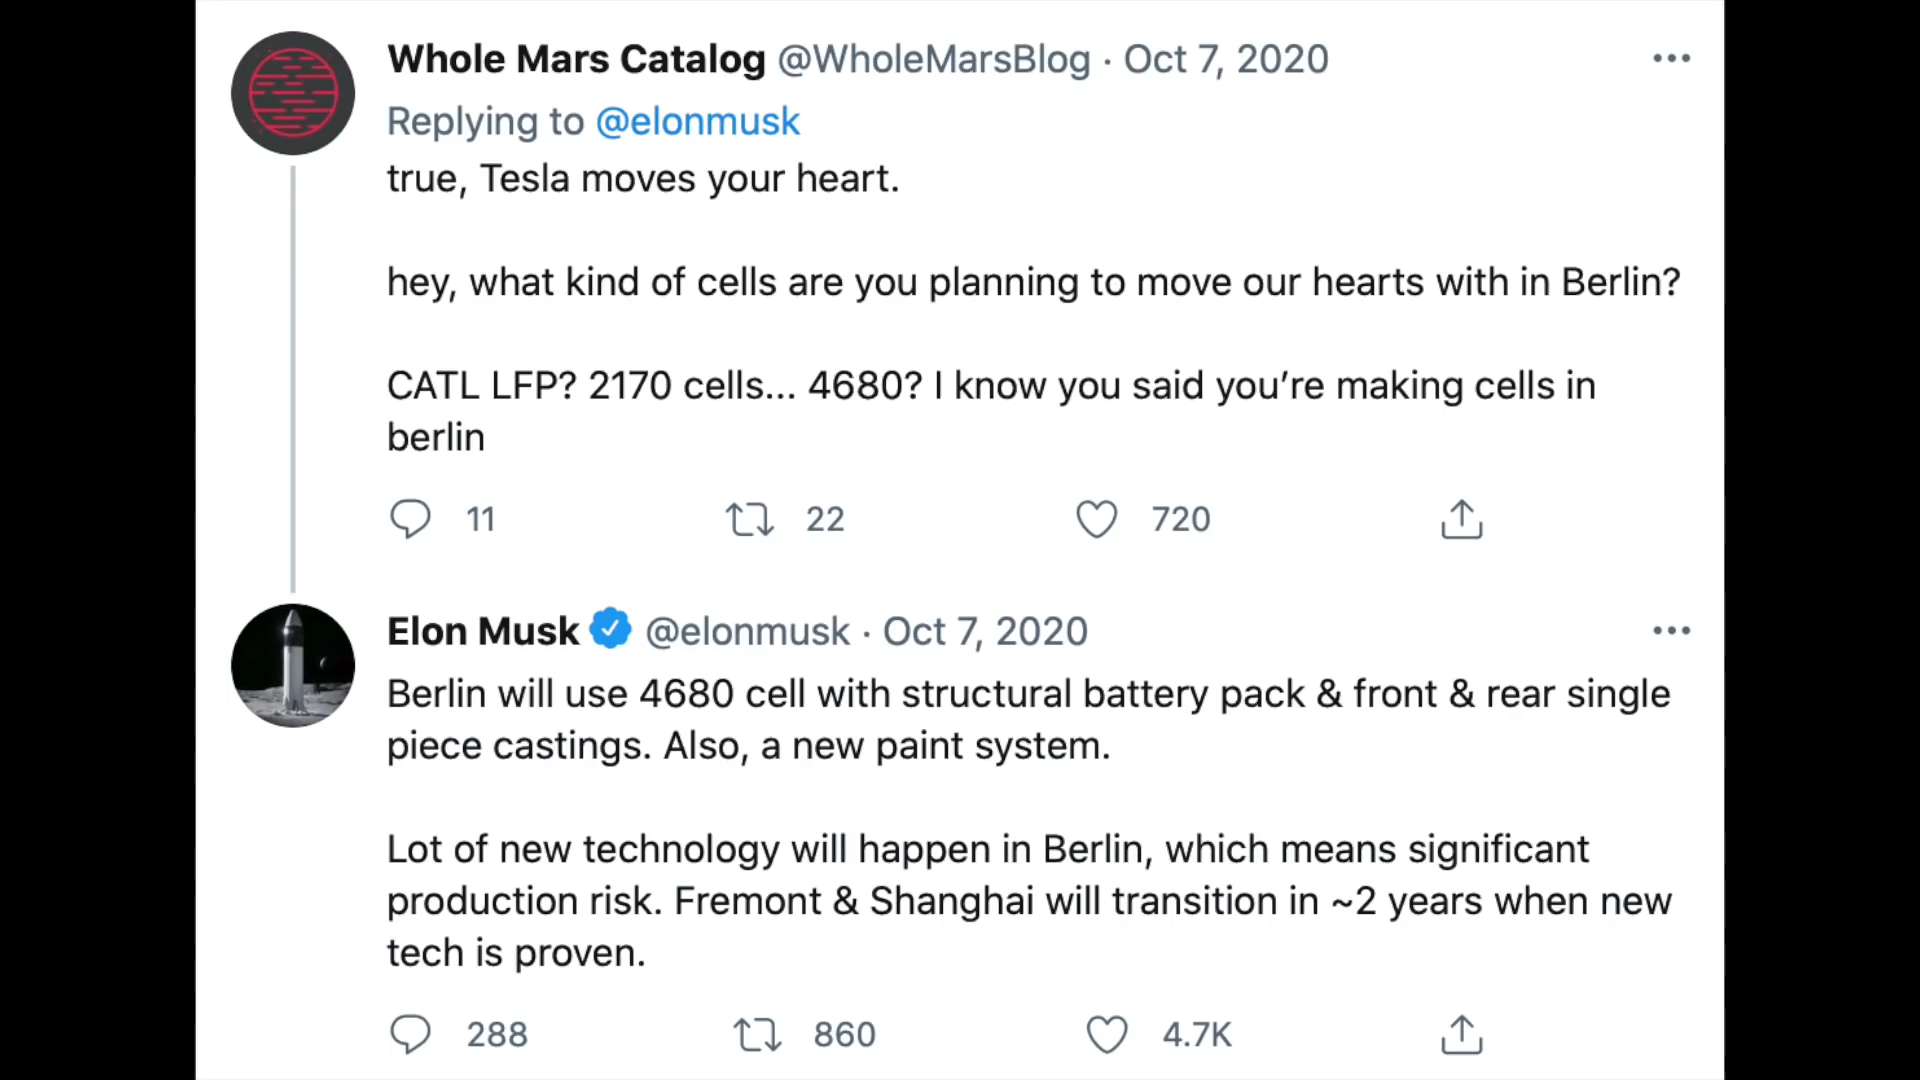 Whole Mars Catalog @WholeMarsBlog · Oct 7, 2020
Replying to @elonmusk
true, Tesla moves your heart.
hey, what kind of cells are you planning to move our hearts with in Berlin?
CATL LFP? 2170 cells... 4680? I know you said you’re making cells in
berlin
11 22 720
Elon Musk @elonmusk · Oct 7, 2020
Berlin will use 4680 cell with structural battery pack & front & rear single
piece castings. Also, a new paint system.
Lot of new technology will happen in Berlin, which means significant
production risk. Fremont & Shanghai will transition in ~2 years when new
tech is proven.
288 860 4.7K